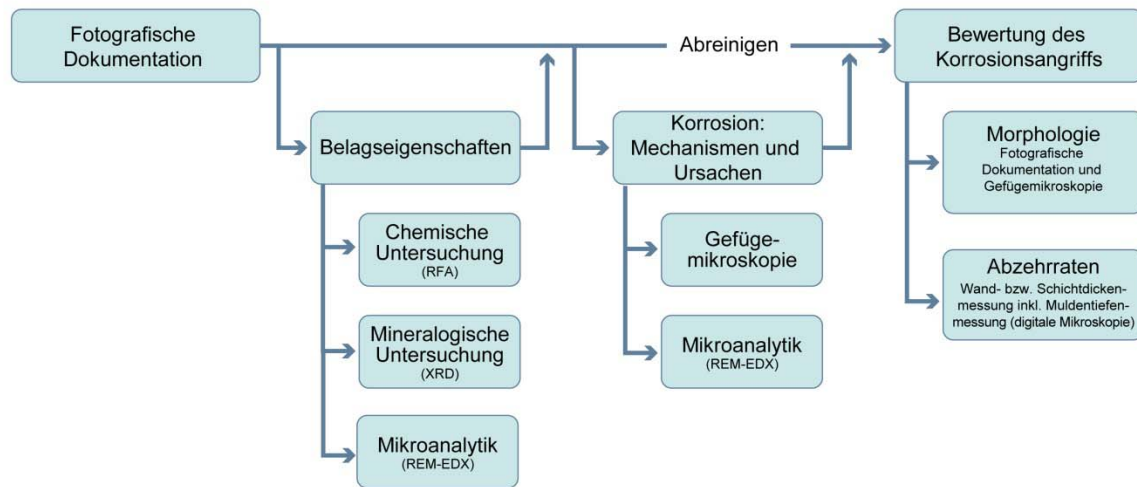 Fotografische
Dokumentation
Abreinigen
Bewertung des
Korrosionsangriffs
Belagseigenschaften
Chemische
Untersuchung
(RFA)
Mineralogische
Untersuchung
(XRD)
Mikroanalytik
(REM-EDX)
Korrosion:
Mechanismen und
Ursachen
Gefüge-
mikroskopie
Mikroanalytik
(REM-EDX)
Morphologie
Fotografische
Dokumentation und
Gefügemikroskopie
Abzehrraten
Wand- bzw. Schichtdicken-
messung inkl. Muldentiefen-
messung (digitale Mikroskopie)